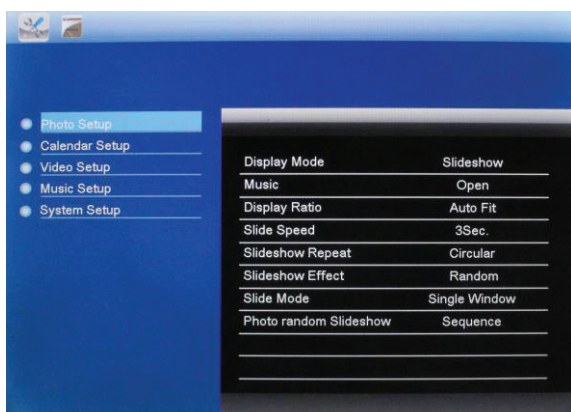 Photo Setup
Calendar Setup
Video Setup
Music Setup
System Setup
Display Mode Slideshow
Music Open
Display Ratio Auto Fit
Slide Speed 3Sec.
Slideshow Repeat Circular
Slideshow Effect Random
Slide Mode Single Window
Photo random Slideshow Sequence